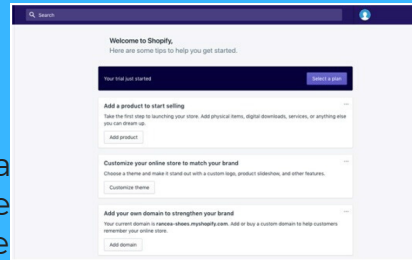 Search
Welcome to Shopify,
Here are some tips to help you get started.
Your trial just started
Select a plan
Add a product to start selling
Take the first step to launching your store. Add physical items, digital downloads, services, or anything else
you can dream up.
Add product
Customize your online store to match your brand
Choose a theme and make it stand out with a custom logo, product slideshow, and other features.
Customize theme
a
Add your own domain to strengthen your brand
e
Your current domain is rancea-shoes.myshopify.com. Add or buy a custom domain to help customers
remember your online store.
Add domain
e